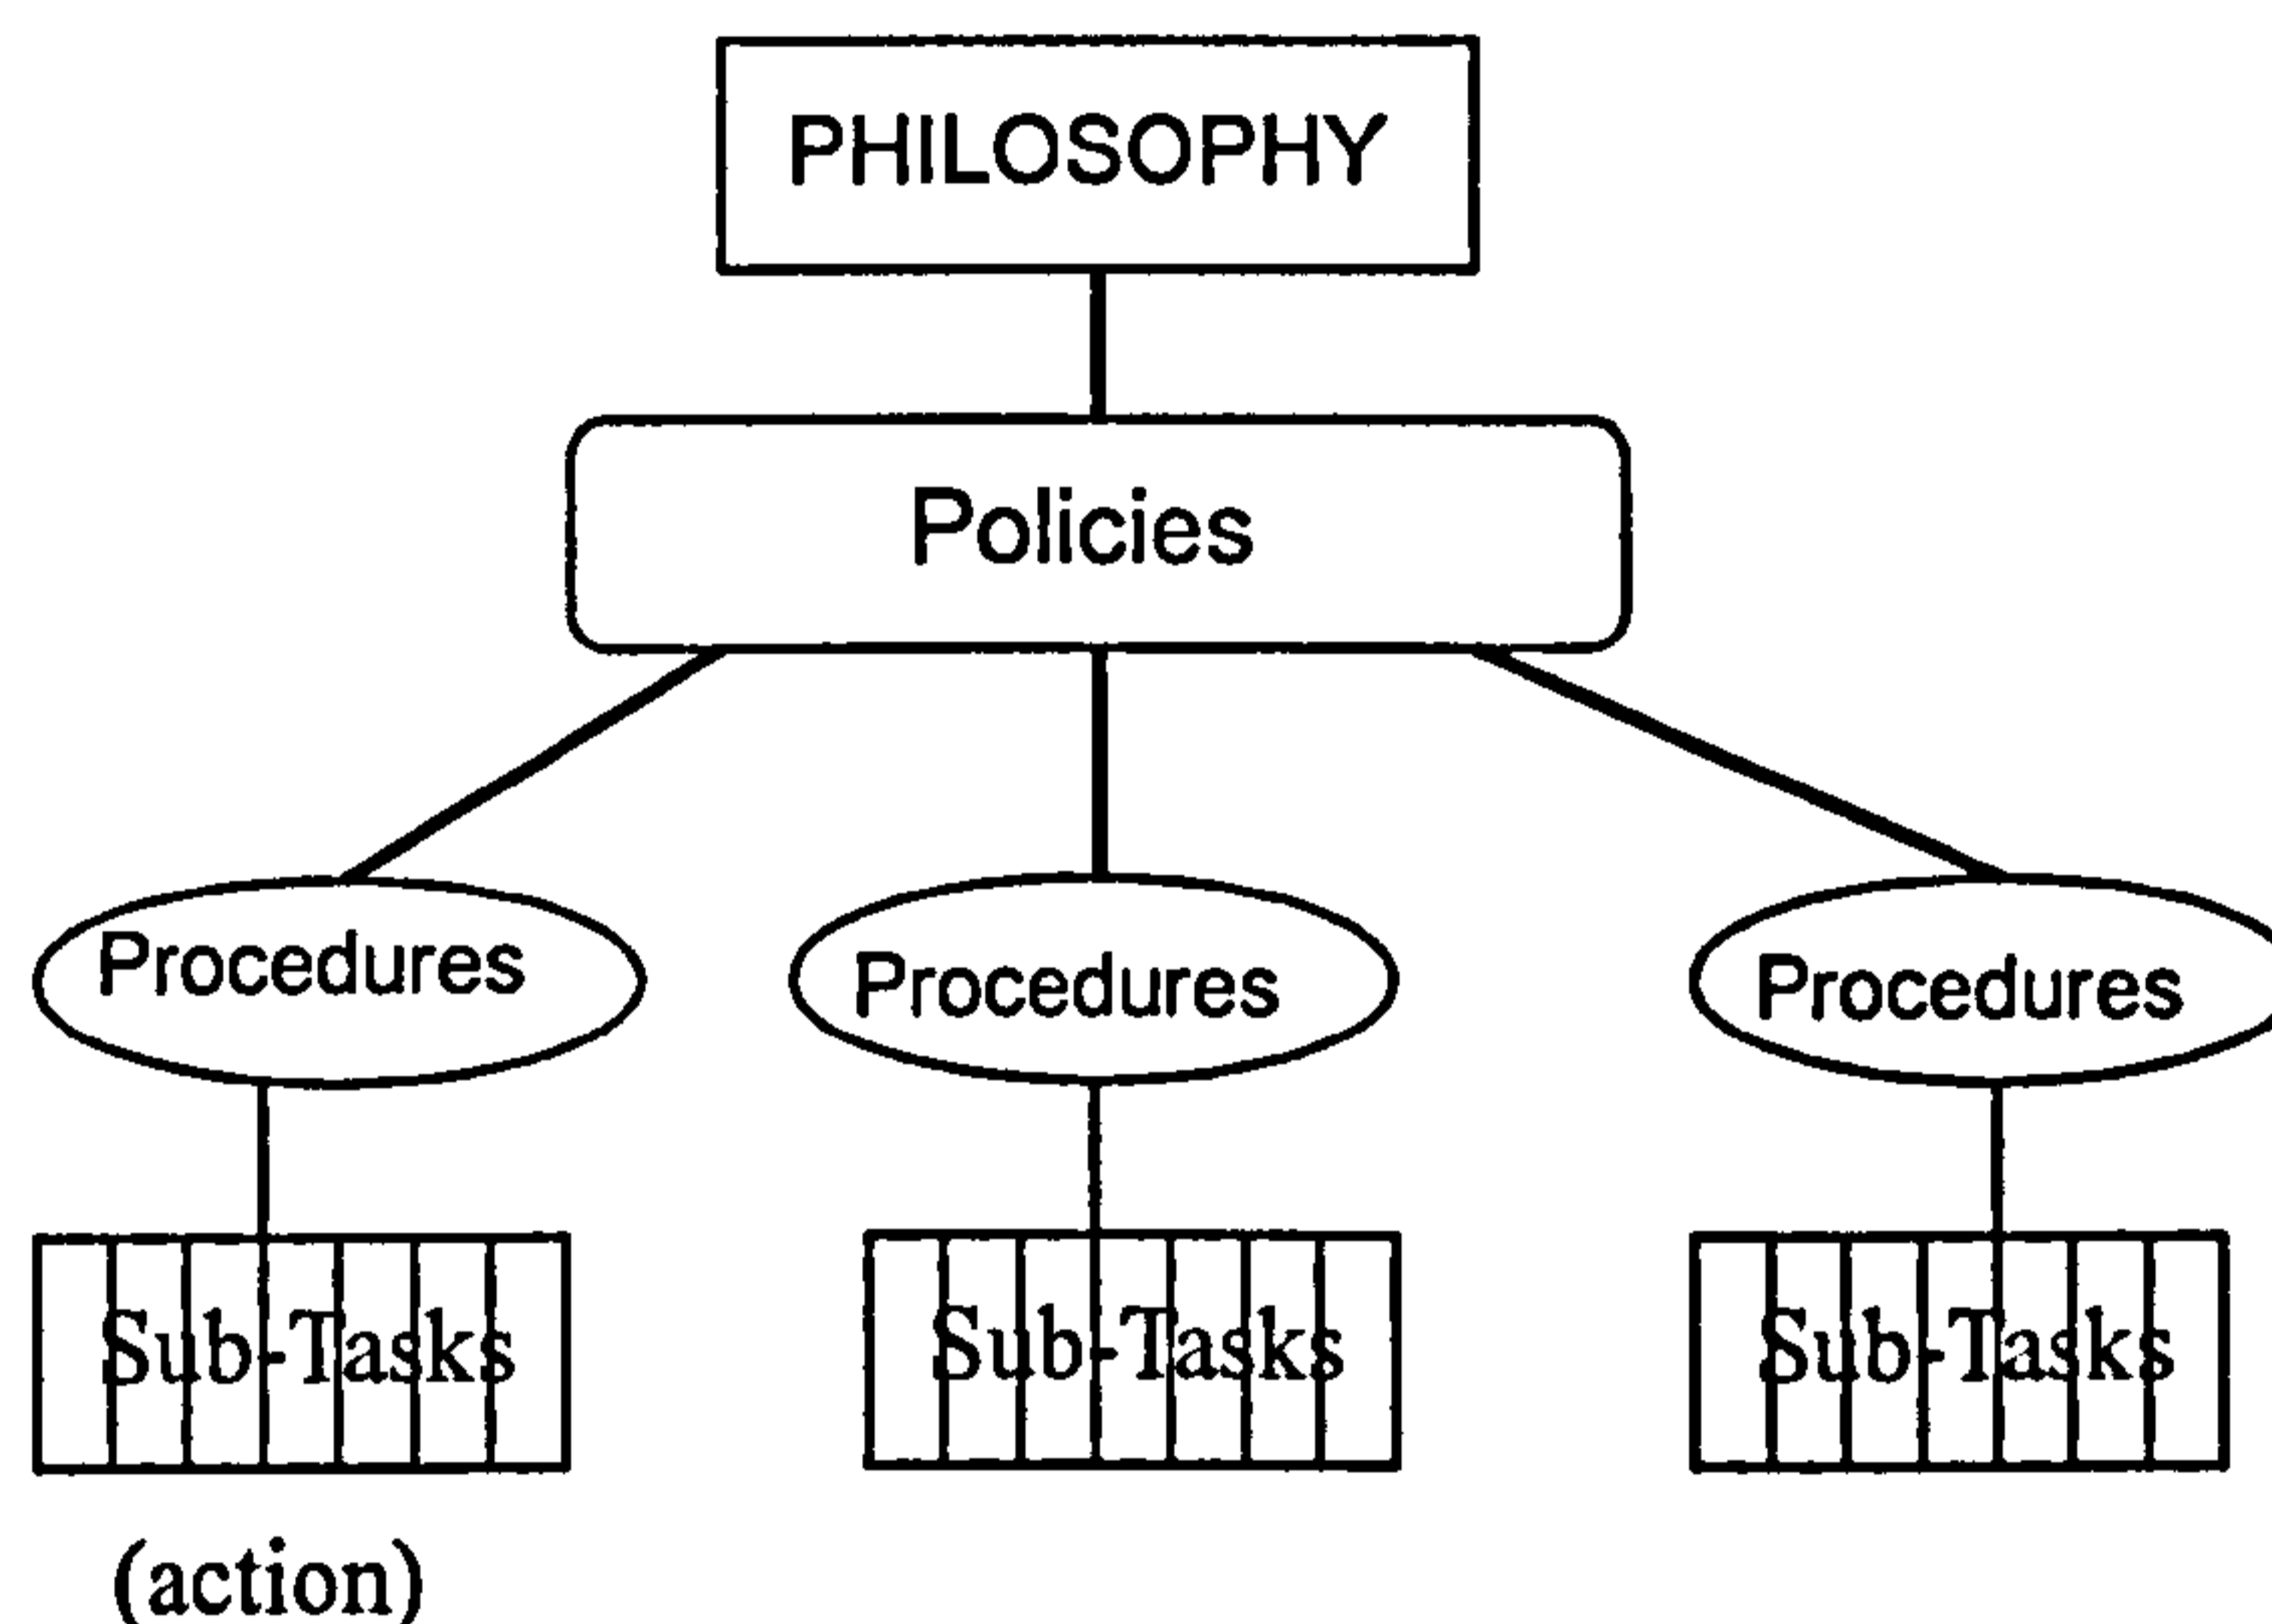 PHILOSOPHY
Policies
Procedures Procedures Procedures
Sub-Tasks Sub-Tasks Sub-Tasks
(action)